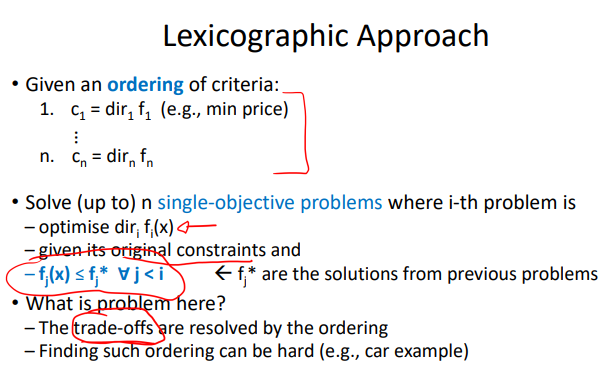 Lexicographic Approach
• Given an ordering of criteria:
1. c₁ = dir₁ f₁ (e.g., min price)
⋮
n. cₙ = dirₙ fₙ
• Solve (up to) n single-objective problems where i-th problem is
– optimise dirᵢ fᵢ(x)
– given its original constraints and
– fⱼ(x) ≤ fⱼ* ∀ j < i ← fⱼ* are the solutions from previous problems
• What is problem here?
– The trade-offs are resolved by the ordering
– Finding such ordering can be hard (e.g., car example)